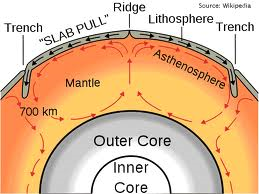 Source: Wikipedia
Ridge
Trench
"SLAB PULL"
Lithosphere
Trench
Asthenosphere
Mantle
700 km
Outer Core
Inner
Core